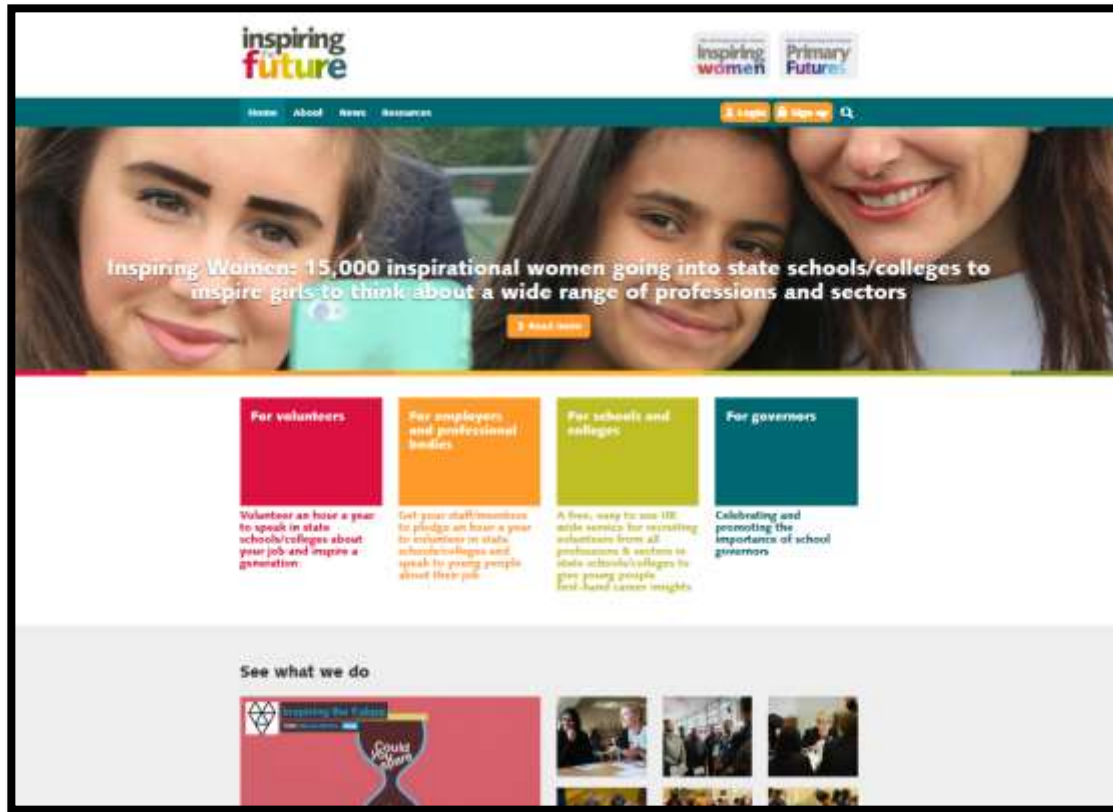 inspiring
the
future
Inspiring
women
Primary
Futures
Home About News Resources
Login Sign up
Inspiring Women: 15,000 inspirational women going into state schools/colleges to
inspire girls to think about a wide range of professions and sectors
Read more
For volunteers
Volunteer an hour a year
to speak in state
schools/colleges about
your job and inspire a
generation
For employers
and professional
bodies
Get your staff/members
to pledge an hour a year
to volunteer in state
schools/colleges and
speak to young people
about their job
For schools and
colleges
A free, easy to use UK
wide service for recruiting
volunteers from all
professions & sectors in
state schools/colleges to
give young people
first-hand career insights
For governors
Celebrating and
promoting the
importance of school
governors
See what we do
Inspiring the Future
Could
you
spare